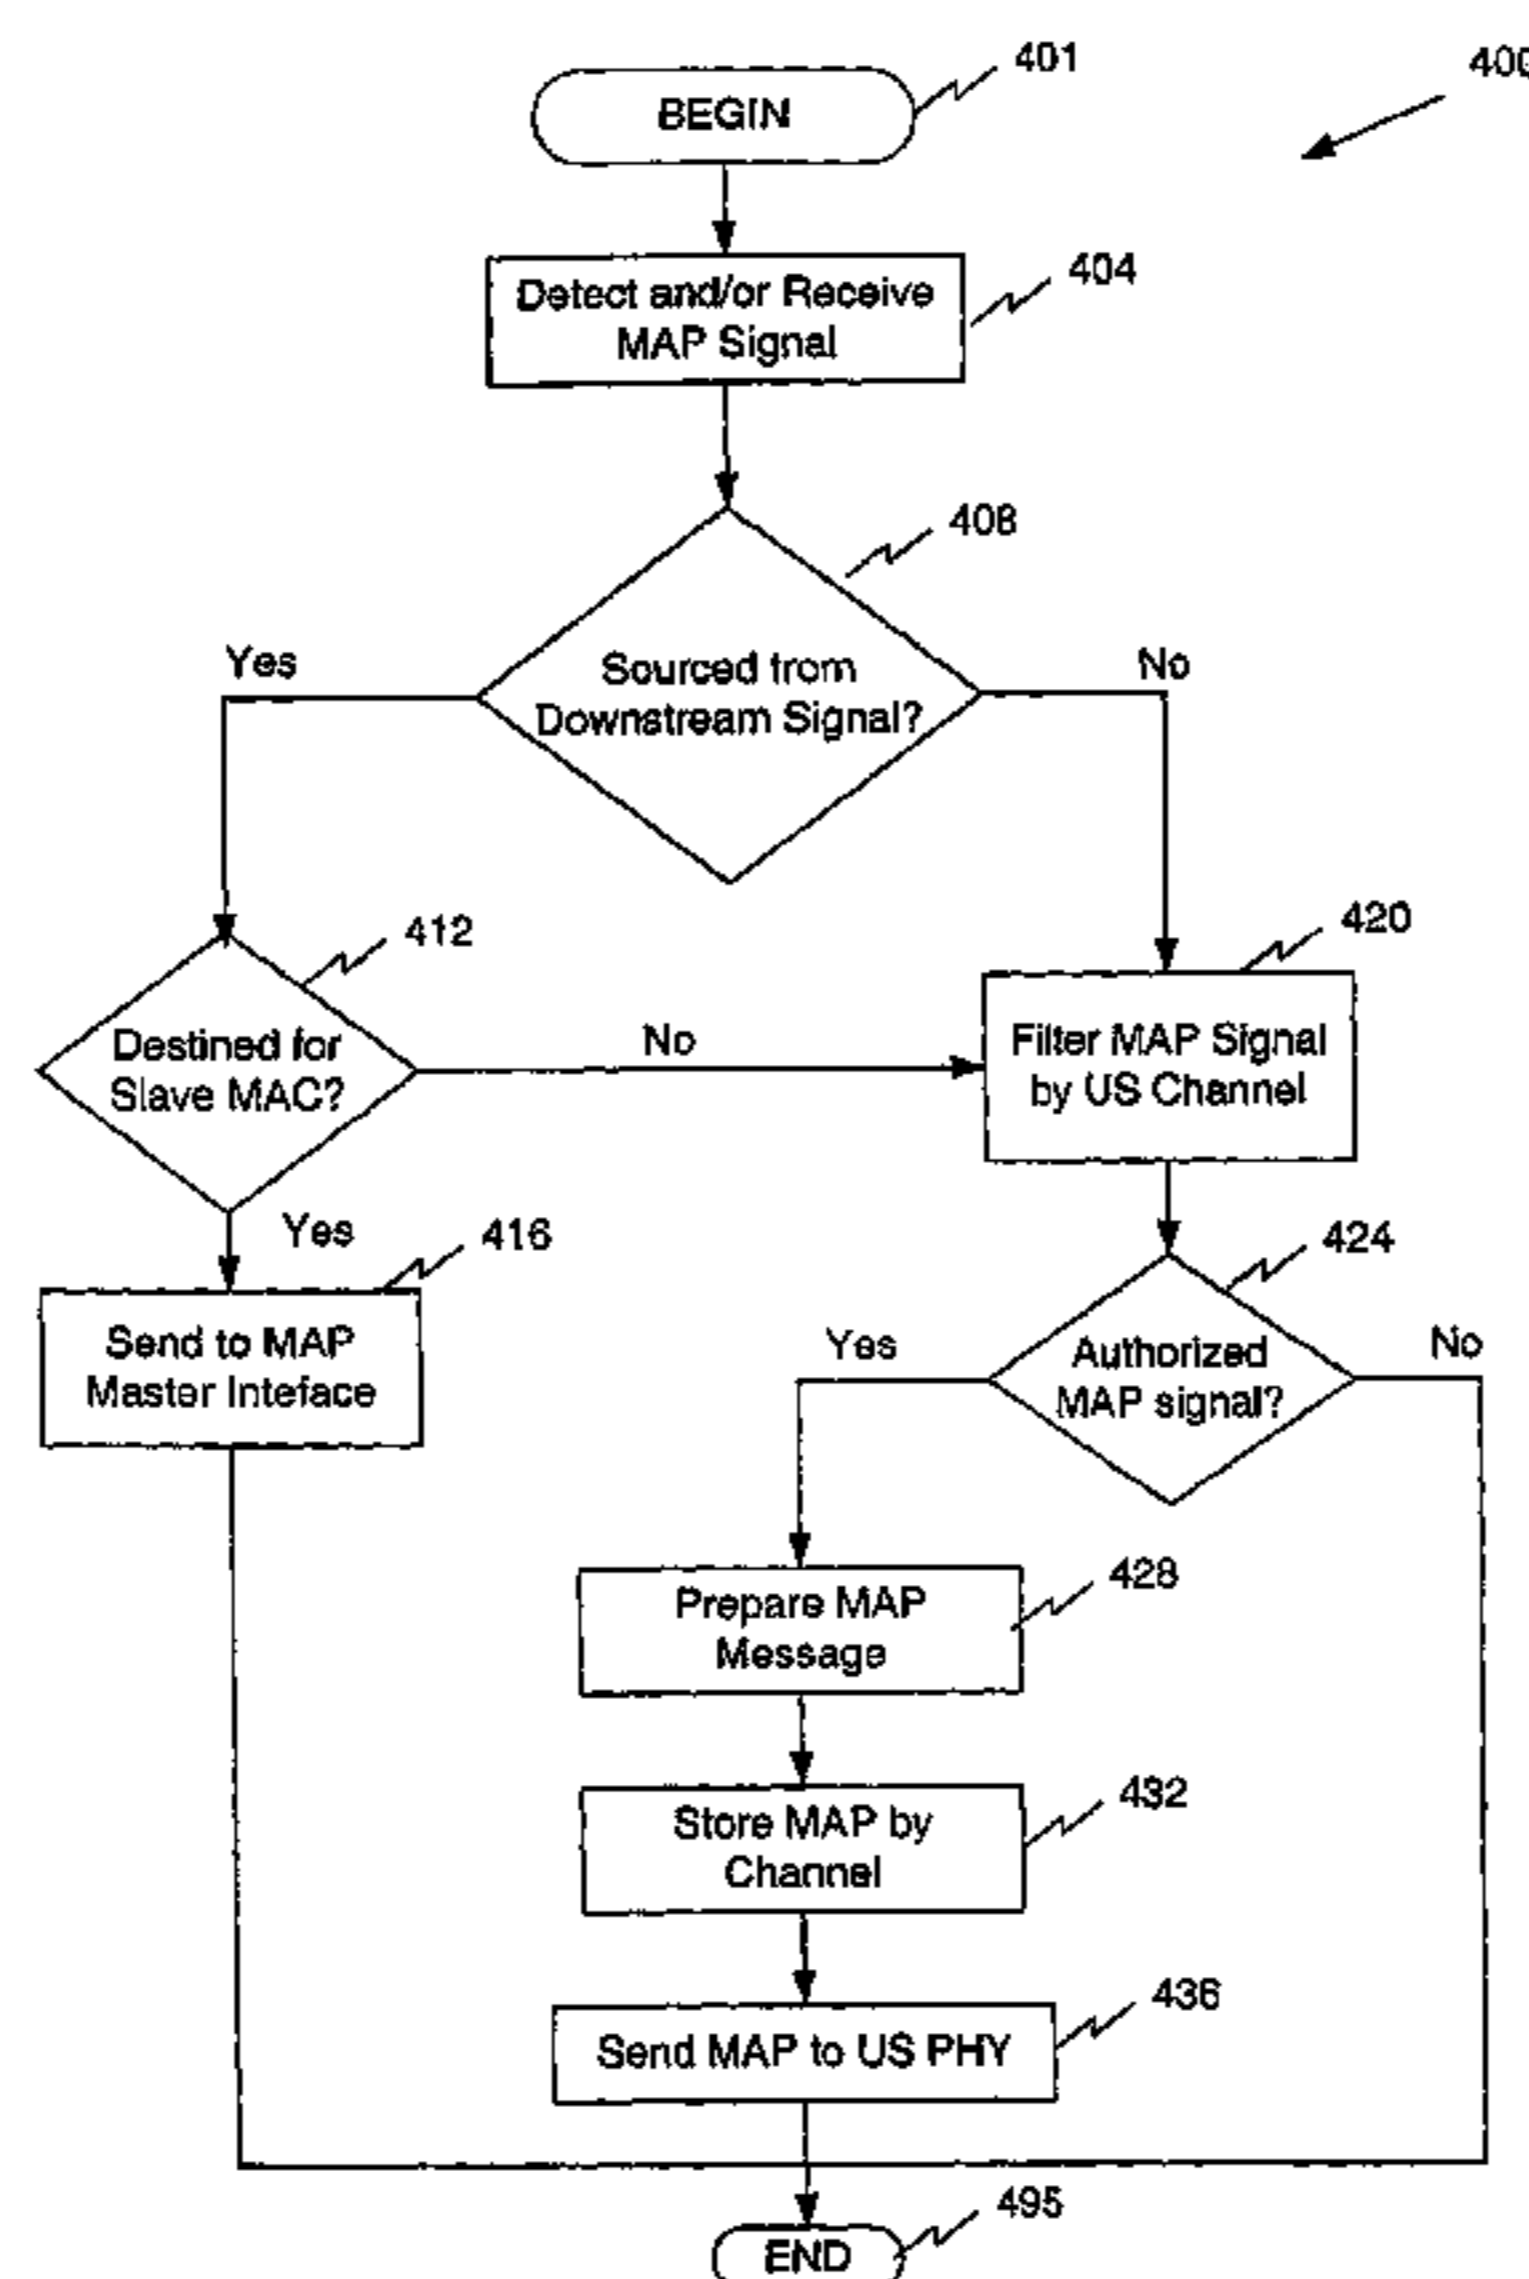 401
400
BEGIN
404
Detect and/or Receive
MAP Signal
408
Yes
No
Sourced from
Downstream Signal?
412
420
Destined for
Slave MAC?
No
Filter MAP Signal
by US Channel
Yes
416
424
Send to MAP
Master Inteface
Yes
No
Authorized
MAP signal?
428
Prepare MAP
Message
432
Store MAP by
Channel
436
Send MAP to US PHY
495
END